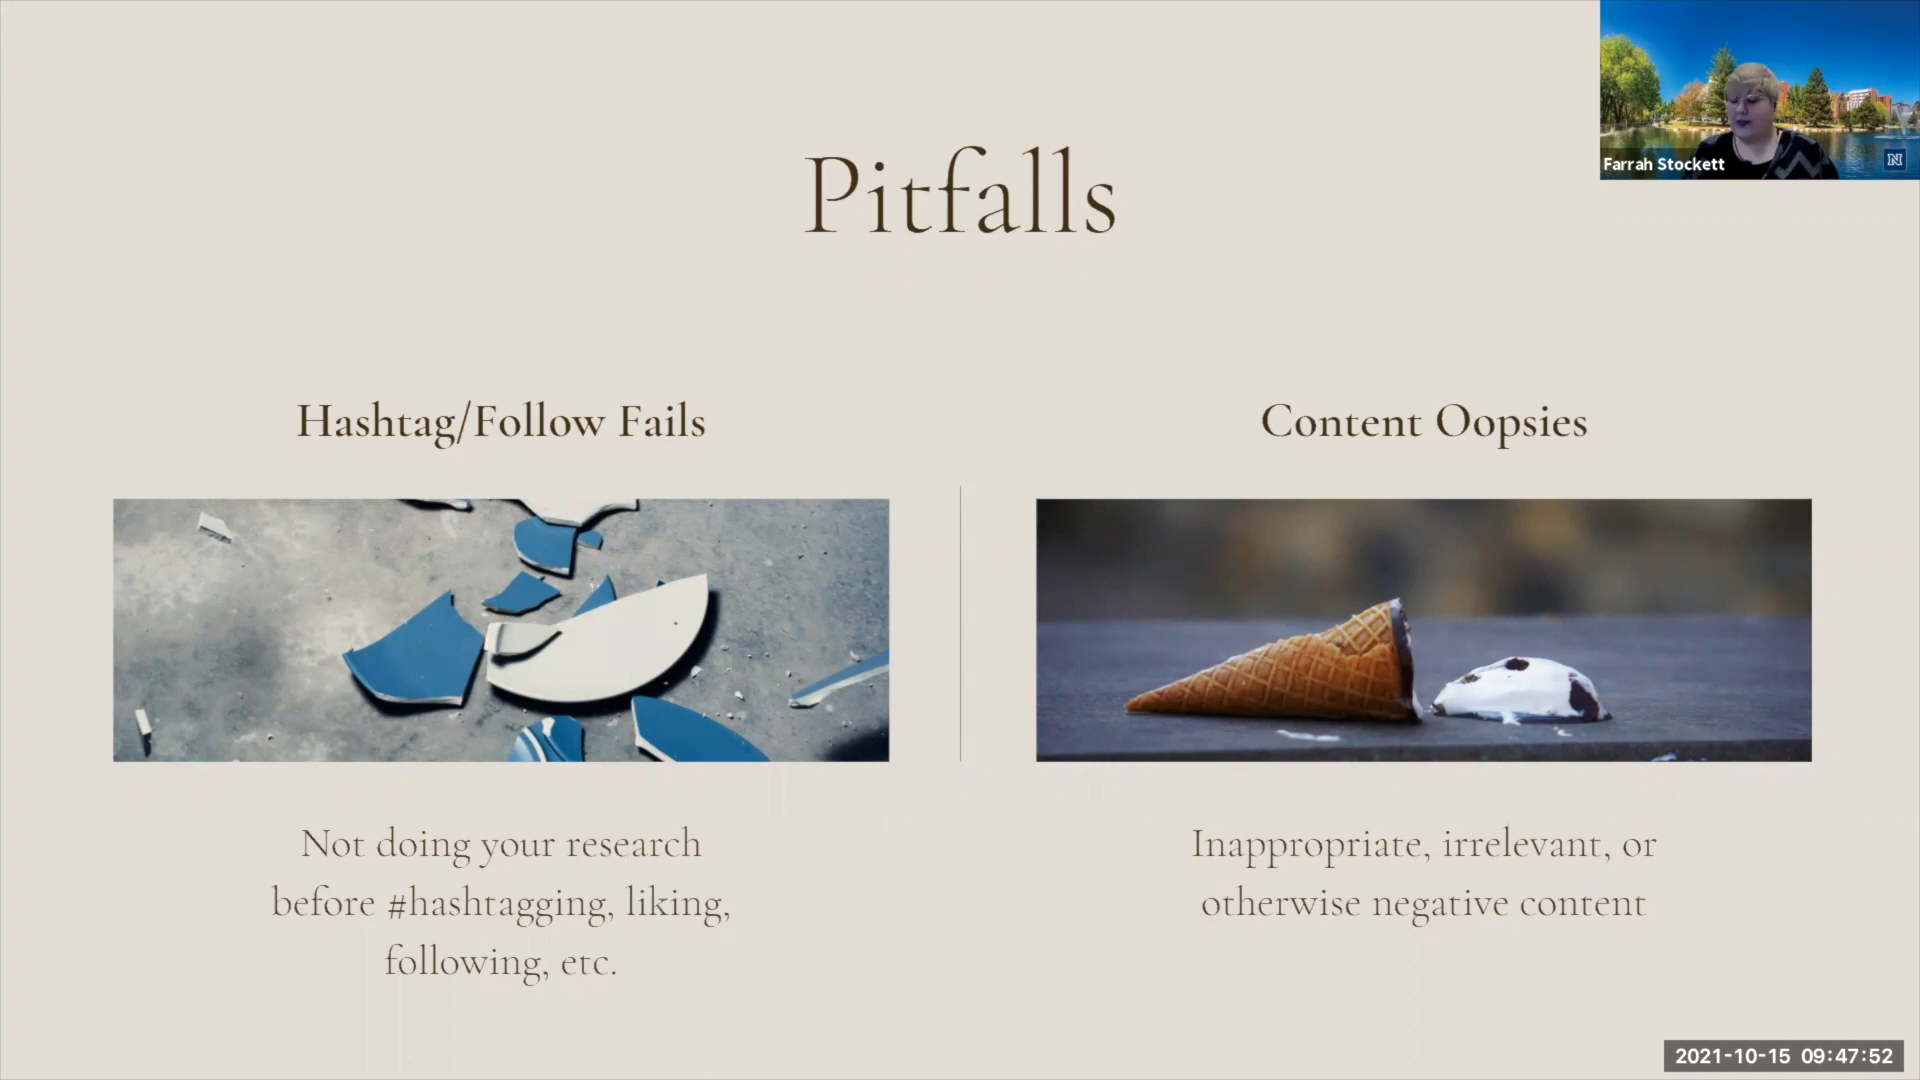 Pitfalls
Farrah Stockett
N
Hashtag/Follow Fails
Content Oopsies
Not doing your research
before #hashtagging, liking,
following, etc.
Inappropriate, irrelevant, or
otherwise negative content
2021-10-15 09:47:52